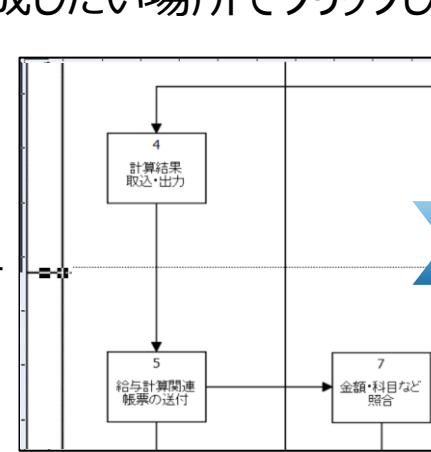 成したい場所でクリックし
4
計算結果
取込・出力
5
給与計算関連
帳票の送付
7
金額・科目など
照合